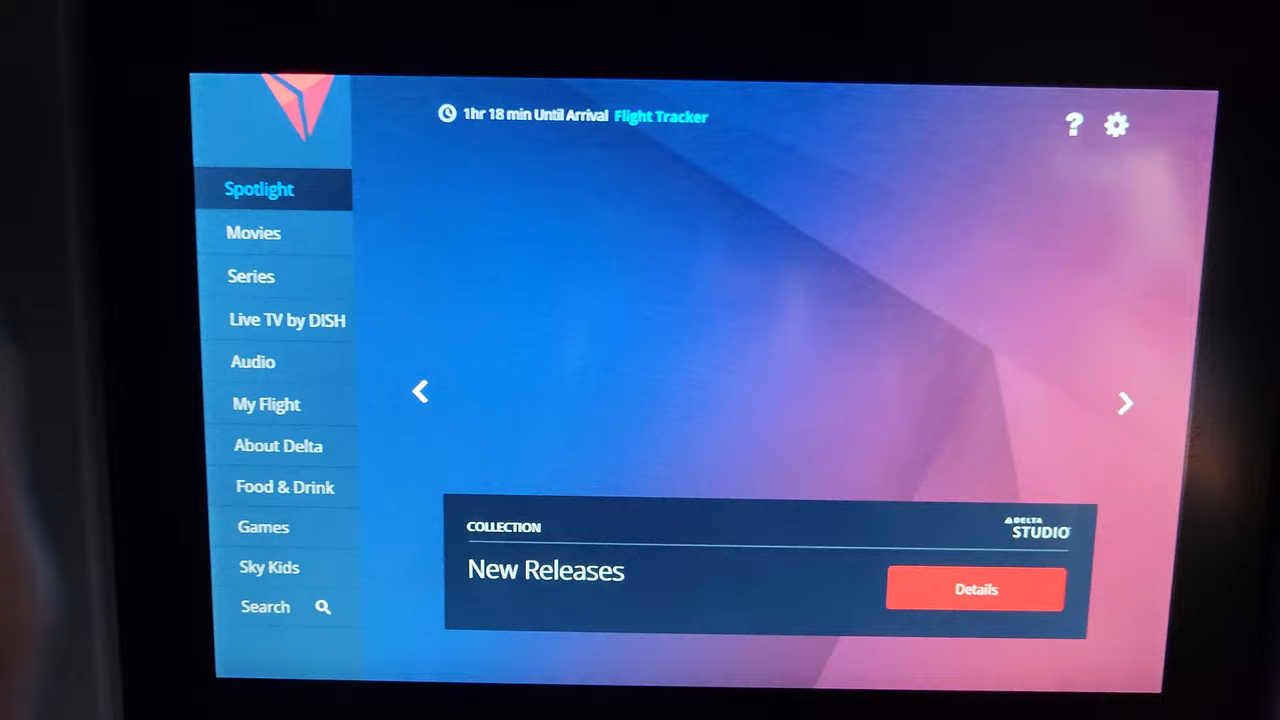 1hr 18 min Until Arrival Flight Tracker
?
Spotlight
Movies
Series
Live TV by DISH
Audio
My Flight
About Delta
Food & Drink
Games
Sky Kids
Search
COLLECTION
DELTA
STUDIO
New Releases
Details